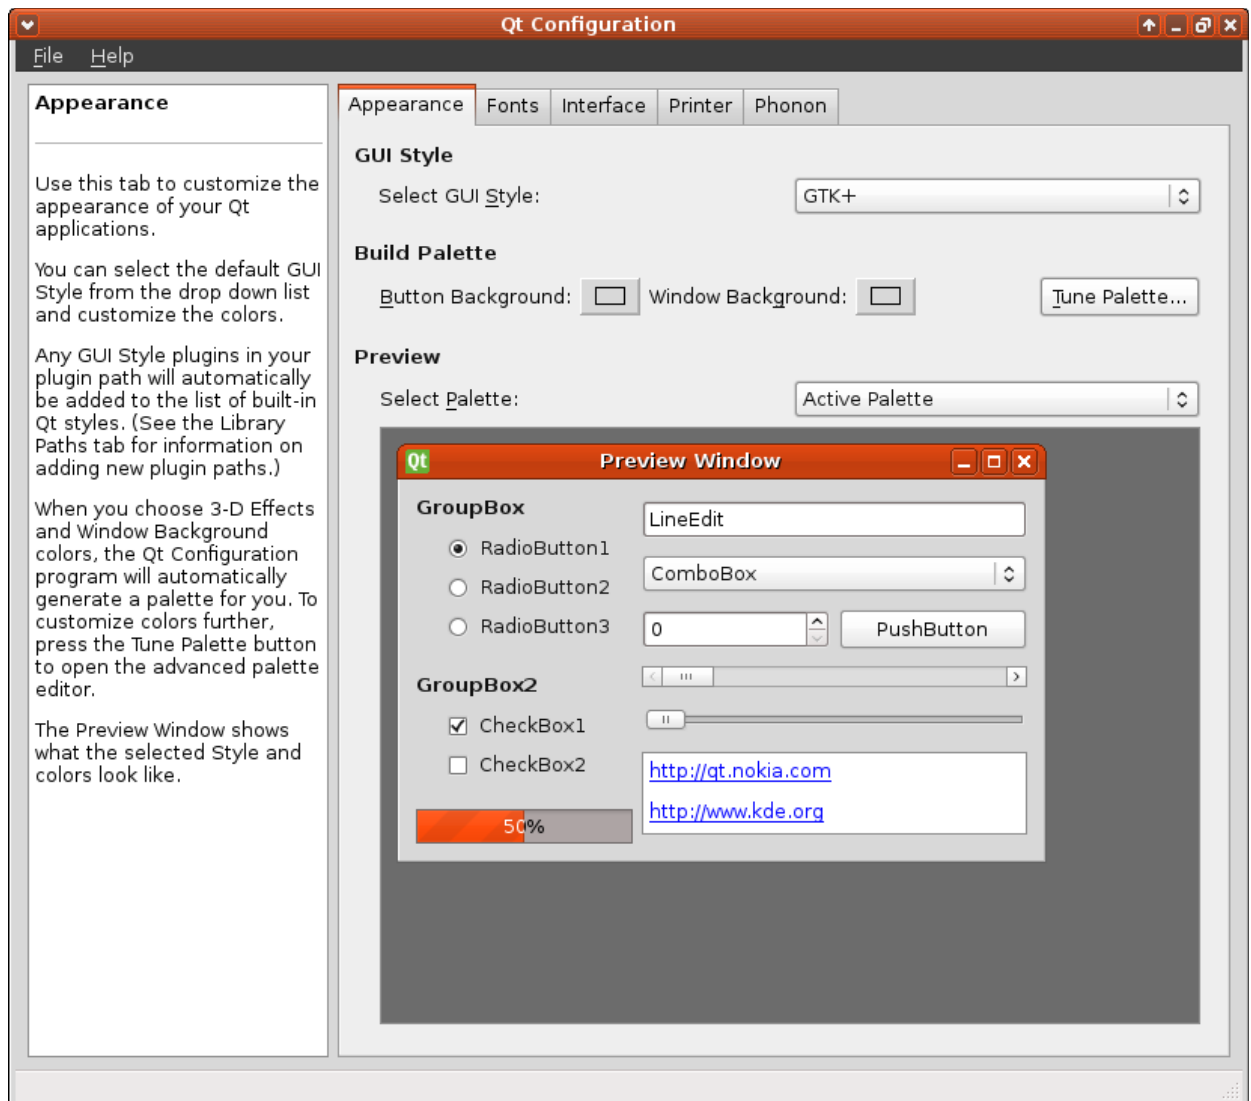 Qt Configuration
File Help
Appearance
Use this tab to customize the
appearance of your Qt
applications.
You can select the default GUI
Style from the drop down list
and customize the colors.
Any GUI Style plugins in your
plugin path will automatically
be added to the list of built-in
Qt styles. (See the Library
Paths tab for information on
adding new plugin paths.)
When you choose 3-D Effects
and Window Background
colors, the Qt Configuration
program will automatically
generate a palette for you. To
customize colors further,
press the Tune Palette button
to open the advanced palette
editor.
The Preview Window shows
what the selected Style and
colors look like.
Appearance Fonts Interface Printer Phonon
GUI Style
Select GUI Style: GTK+
Build Palette
Button Background: Window Background: Tune Palette...
Preview
Select Palette: Active Palette
Qt Preview Window
GroupBox
RadioButton1
RadioButton2
RadioButton3
GroupBox2
CheckBox1
CheckBox2
50%
LineEdit
ComboBox
0 PushButton
http://qt.nokia.com
http://www.kde.org